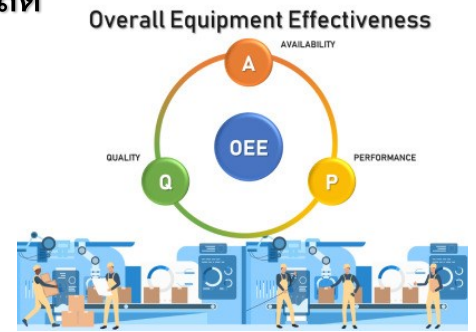 Overall Equipment Effectiveness
AVAILABILITY
A
OEE
QUALITY
PERFORMANCE
Q
P